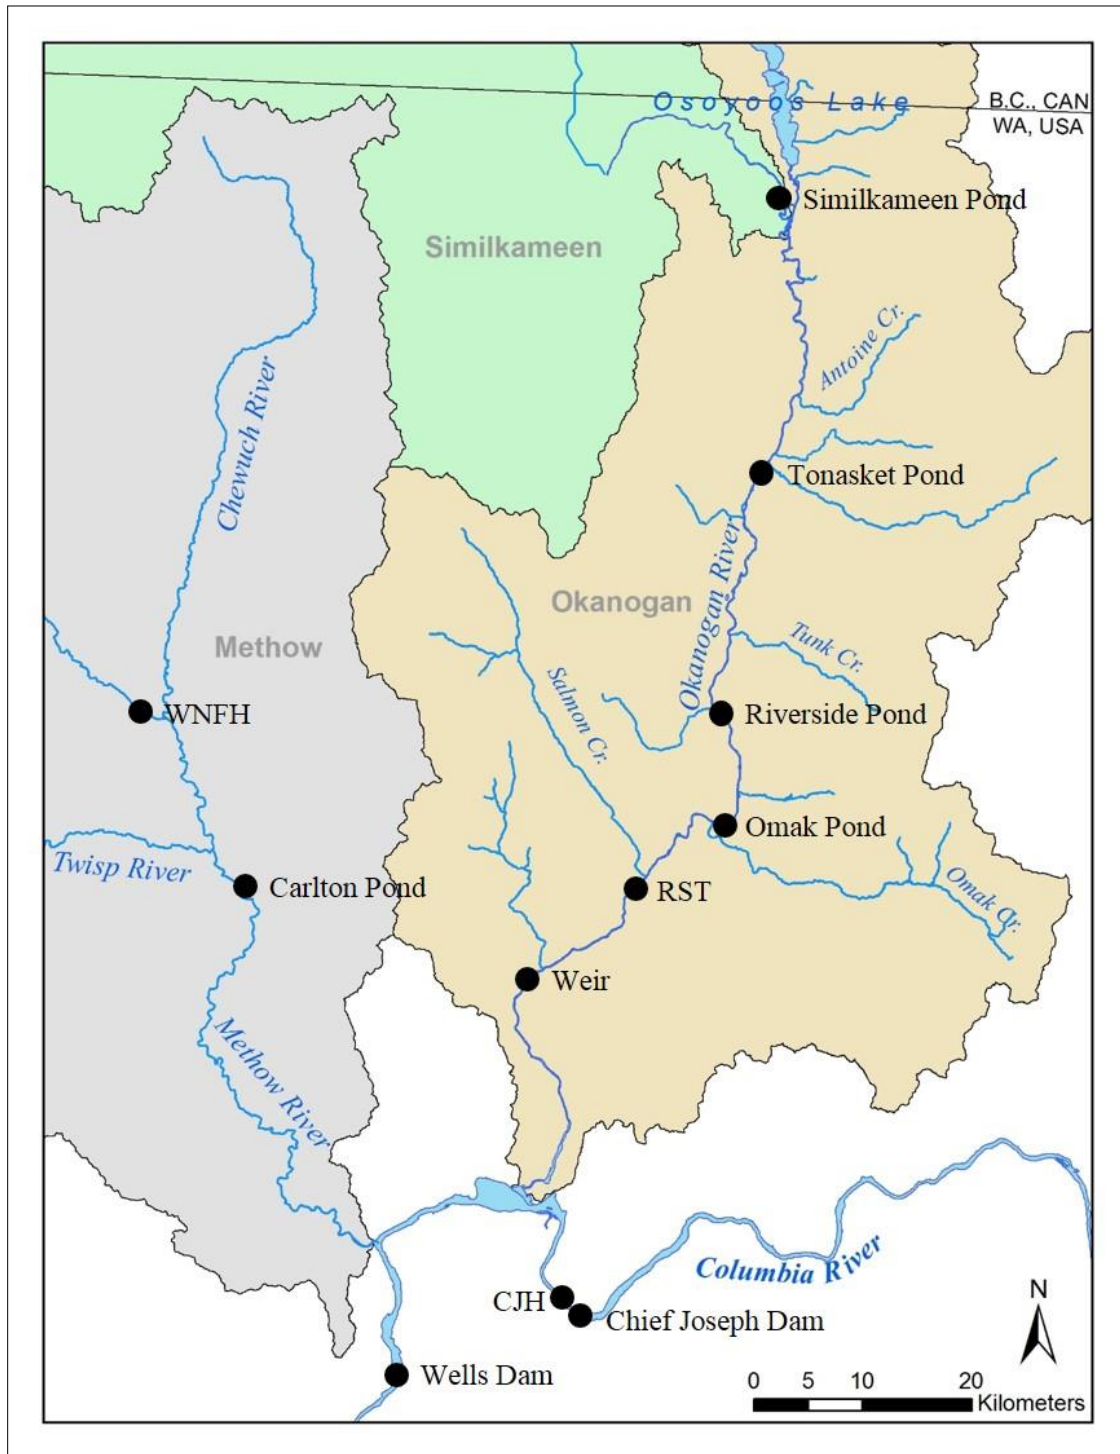 Osoyoos Lake
B.C., CAN
WA, USA
Similkameen Pond
Similkameen
Antoine Cr.
Chewuch River
Tonasket Pond
Okanogan River
Okanogan
Methow
Tunk Cr.
Salmon Cr.
WNFH
Riverside Pond
Omak Pond
Twisp River
Carlton Pond
RST
Omak Cr.
Weir
Methow River
Columbia River
CJH
Chief Joseph Dam
N
Wells Dam
0 5 10 20
Kilometers